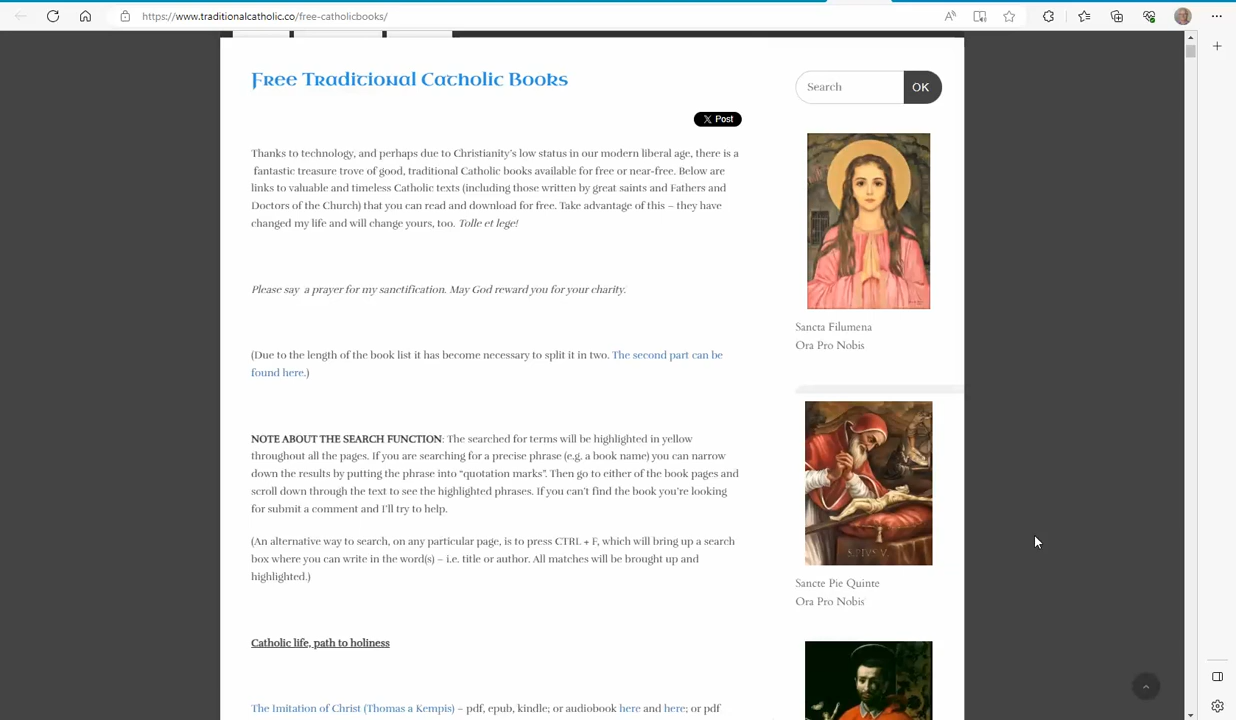 https://www.traditionalcatholic.co/free-catholicbooks/
Free Traditional Catholic Books
Search
OK
Post
Thanks to technology, and perhaps due to Christianity's low status in our modern liberal age, there is a
fantastic treasure trove of good, traditional Catholic books available for free or near-free. Below are
links to valuable and timeless Catholic texts (including those written by great saints and Fathers and
Doctors of the Church) that you can read and download for free. Take advantage of this – they have
changed my life and will change yours, too. Tolle et lege!
Please say a prayer for my sanctification. May God reward you for your charity.
(Due to the length of the book list it has become necessary to split it in two. The second part can be
found here.)
NOTE ABOUT THE SEARCH FUNCTION: The searched for terms will be highlighted in yellow
throughout all the pages. If you are searching for a precise phrase (e.g. a book name) you can narrow
down the results by putting the phrase into “quotation marks”. Then go to either of the book pages and
scroll down through the text to see the highlighted phrases. If you can't find the book you're looking
for submit a comment and I'll try to help.
(An alternative way to search, on any particular page, is to press CTRL + F, which will bring up a search
box where you can write in the word(s) – i.e. title or author. All matches will be brought up and
highlighted.)
Catholic life, path to holiness
The Imitation of Christ (Thomas a Kempis) – pdf, epub, kindle; or audiobook here and here; or pdf
Sancta Filumena
Ora Pro Nobis
S PIVS V
Sancte Pie Quinte
Ora Pro Nobis